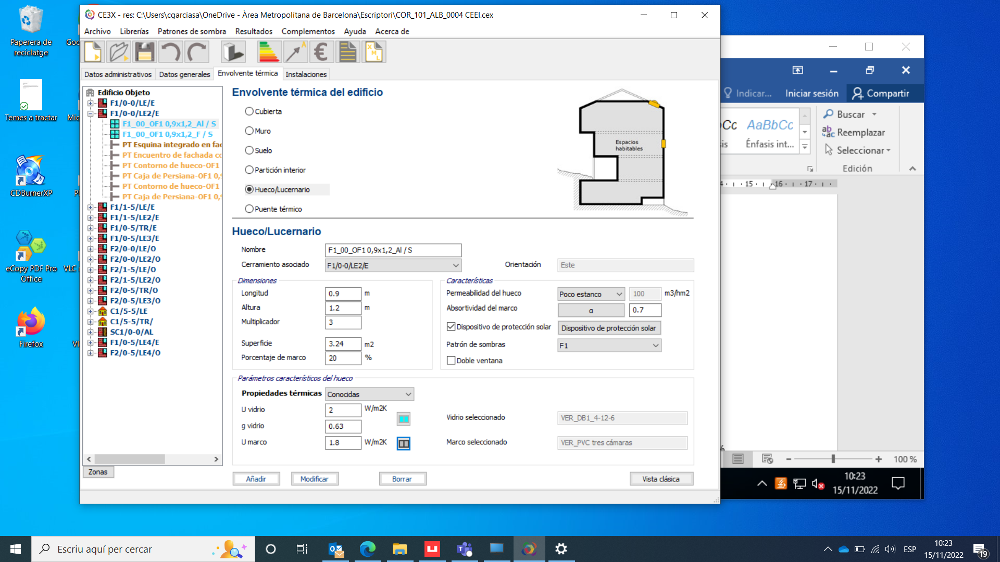 Paperera de
reciclatge
Temes a tractar
CDBurnerXP
eCopy PDF Pro
Office
Firefox
CE3X - res: C:\Users\cgarciasa\OneDrive - Àrea Metropolitana de Barcelona\Escriptori\COR_101_ALB_0004 CEEI.cex
Archivo Librerías Patrones de sombra Resultados Complementos Ayuda Acerca de
Datos administrativos Datos generales Envolvente térmica Instalaciones
Edificio Objeto
F1/0-0/LE/E
F1/0-0/LE2/E
F1_00_OF1 0,9x1,2_Al / S
F1_00_OF1 0,9x1,2_F / S
PT Esquina integrado en fac
PT Encuentro de fachada co
PT Contorno de hueco-OF1
PT Caja de Persiana-OF1 0,9
PT Contorno de hueco-OF1
PT Caja de Persiana-OF1 0,9
F1/1-5/LE/E
F1/1-5/LE2/E
F1/0-5/TR/E
F1/0-5/LE3/E
F2/0-0/LE/O
F2/0-0/LE2/O
F2/1-5/LE/O
F2/1-5/LE2/O
F2/0-5/TR/O
F2/0-5/LE3/O
C1/5-5/LE
C1/5-5/TR/
SC1/0-0/AL
F1/0-5/LE4/E
F2/0-5/LE4/O
Zonas
Envolvente térmica del edificio
Cubierta
Muro
Suelo
Partición interior
Hueco/Lucernario
Puente térmico
Espacios
habitables
Hueco/Lucernario
Nombre F1_00_OF1 0,9x1,2_Al / S
Cerramiento asociado F1/0-0/LE2/E Orientación Este
Dimensiones
Longitud 0.9 m
Altura 1.2 m
Multiplicador 3
Superficie 3.24 m2
Porcentaje de marco 20 %
Características
Permeabilidad del hueco Poco estanco 100 m3/hm2
Absortividad del marco α 0.7
Dispositivo de protección solar Dispositivo de protección solar
Patrón de sombras F1
Doble ventana
Parámetros característicos del hueco
Propiedades térmicas Conocidas
U vidrio 2 W/m2K
g vidrio 0.63
U marco 1.8 W/m2K
Vidrio seleccionado VER_DB1_4-12-6
Marco seleccionado VER_PVC tres cámaras
Añadir Modificar Borrar Vista clásica
Indicar... Iniciar sesión Compartir
AaBbCc
Énfasis int...
Buscar
Reemplazar
Seleccionar
Edición
15 16 17
100 %
10:23
15/11/2022
Escriu aquí per cercar
ESP
10:23
15/11/2022
19